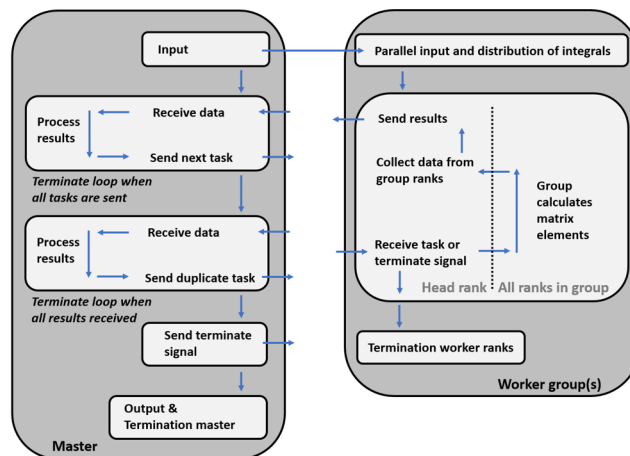 Input
Receive data
Process
results
Send next task
Terminate loop when
all tasks are sent
Receive data
Process
results
Send duplicate task
Terminate loop when
all results received
Send terminate
signal
Output &
Termination master
Master
Parallel input and distribution of integrals
Send results
Collect data from
group ranks
Group
calculates
matrix
elements
Receive task or
terminate signal
Head rank
All ranks in group
Termination worker ranks
Worker group(s)